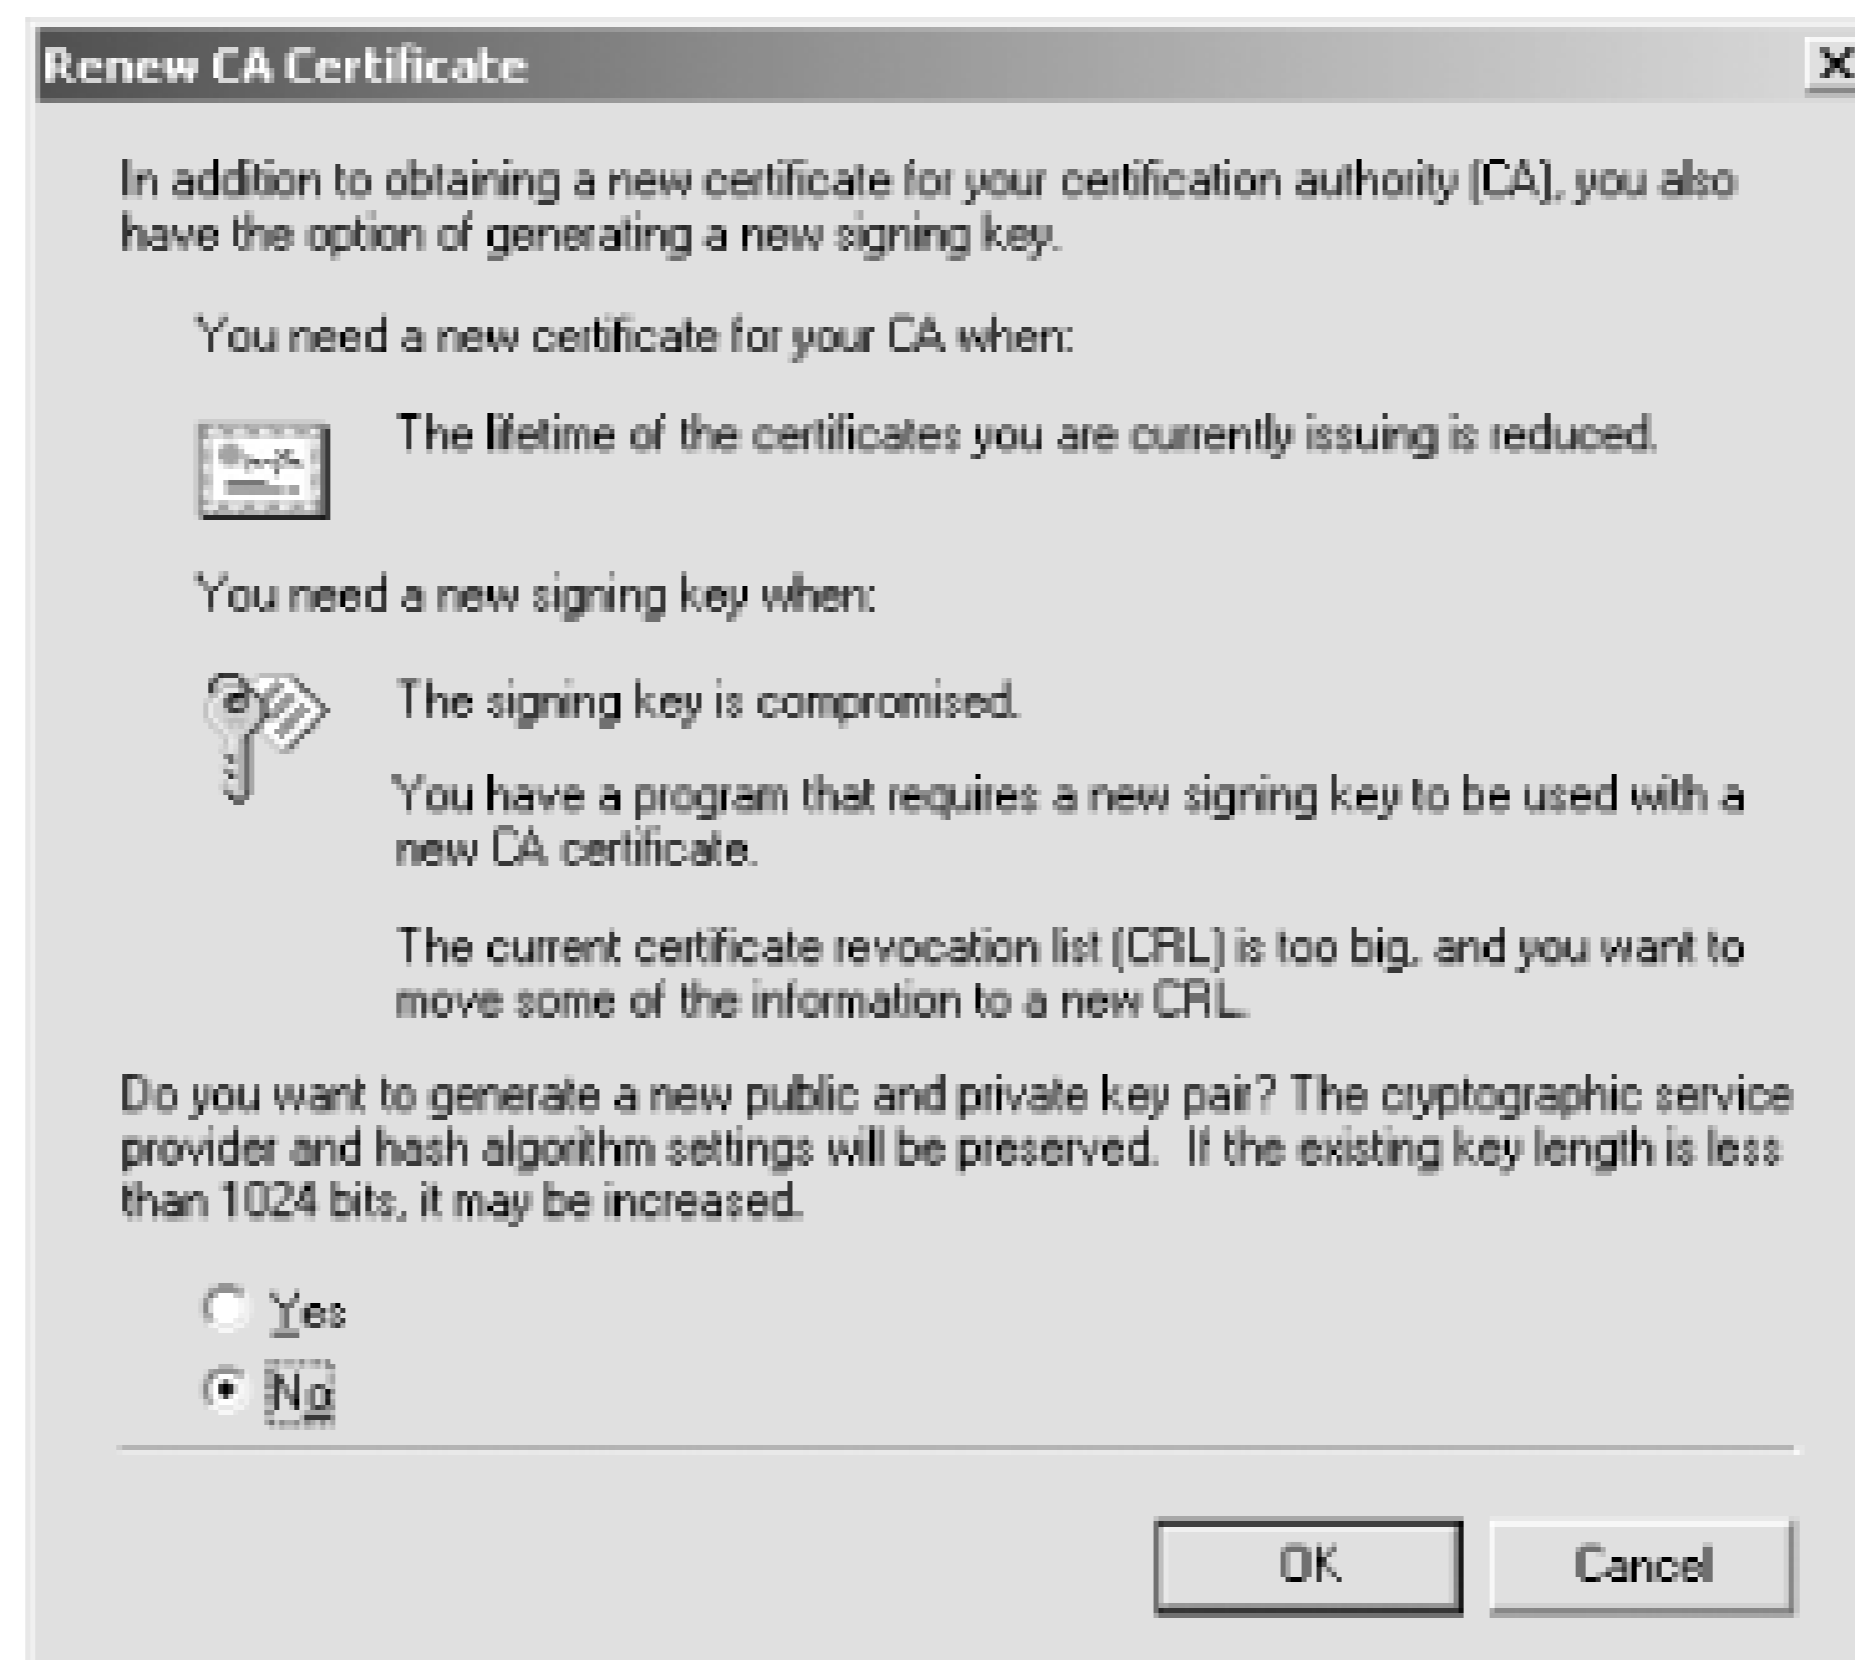 Renew CA Certificate
In addition to obtaining a new certificate for your certification authority (CA), you also
have the option of generating a new signing key.
You need a new certificate for your CA when:
The lifetime of the certificates you are currently issuing is reduced.
You need a new signing key when:
The signing key is compromised.
You have a program that requires a new signing key to be used with a
new CA certificate.
The current certificate revocation list (CRL) is too big, and you want to
move some of the information to a new CRL.
Do you want to generate a new public and private key pair? The cryptographic service
provider and hash algorithm settings will be preserved.  If the existing key length is less
than 1024 bits, it may be increased.
Yes
No
OK Cancel